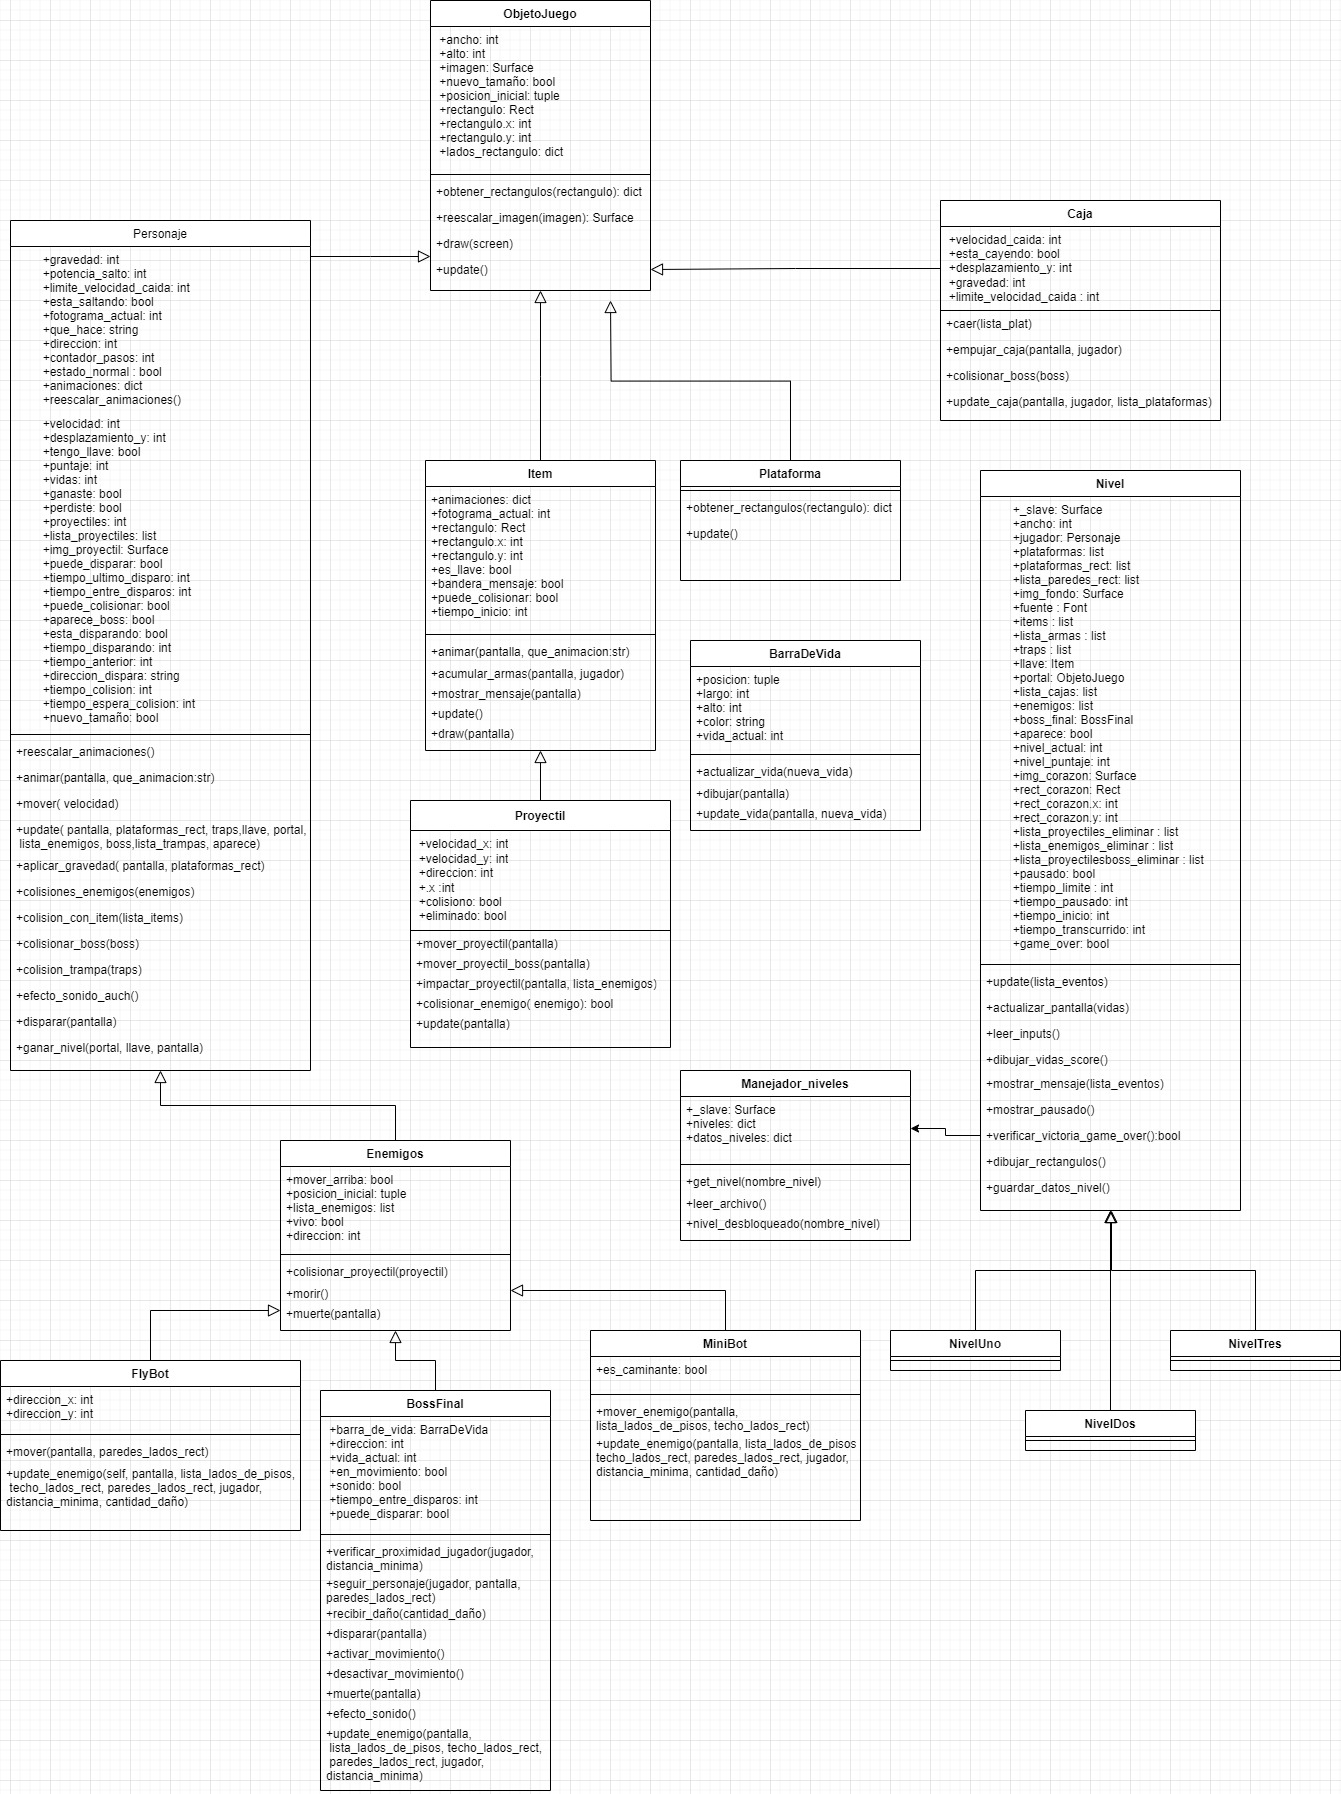 ObjetoJuego
+ancho: int
+alto: int
+imagen: Surface
+nuevo_tamaño: bool
+posicion_inicial: tuple
+rectangulo: Rect
+rectangulo.x: int
+rectangulo.y: int
+lados_rectangulo: dict
+obtener_rectangulos(rectangulo): dict
+reescalar_imagen(imagen): Surface
+draw(screen)
+update()
Personaje
+gravedad: int
+potencia_salto: int
+limite_velocidad_caida: int
+esta_saltando: bool
+fotograma_actual: int
+que_hace: string
+direccion: int
+contador_pasos: int
+estado_normal : bool
+animaciones: dict
+reescalar_animaciones()
+velocidad: int
+desplazamiento_y: int
+tengo_llave: bool
+puntaje: int
+vidas: int
+ganaste: bool
+perdiste: bool
+proyectiles: int
+lista_proyectiles: list
+img_proyectil: Surface
+puede_disparar: bool
+tiempo_ultimo_disparo: int
+tiempo_entre_disparos: int
+puede_colisionar: bool
+aparece_boss: bool
+esta_disparando: bool
+tiempo_disparando: int
+tiempo_anterior: int
+direccion_dispara: string
+tiempo_colision: int
+tiempo_espera_colision: int
+nuevo_tamaño: bool
+reescalar_animaciones()
+animar(pantalla, que_animacion:str)
+mover( velocidad)
+update( pantalla, plataformas_rect, traps,llave, portal,
lista_enemigos, boss,lista_trampas, aparece)
+aplicar_gravedad( pantalla, plataformas_rect)
+colisiones_enemigos(enemigos)
+colision_con_item(lista_items)
+colisionar_boss(boss)
+colision_trampa(traps)
+efecto_sonido_auch()
+disparar(pantalla)
+ganar_nivel(portal, llave, pantalla)
Caja
+velocidad_caida: int
+esta_cayendo: bool
+desplazamiento_y: int
+gravedad: int
+limite_velocidad_caida : int
+caer(lista_plat)
+empujar_caja(pantalla, jugador)
+colisionar_boss(boss)
+update_caja(pantalla, jugador, lista_plataformas)
Item
+animaciones: dict
+fotograma_actual: int
+rectangulo: Rect
+rectangulo.x: int
+rectangulo.y: int
+es_llave: bool
+bandera_mensaje: bool
+puede_colisionar: bool
+tiempo_inicio: int
+animar(pantalla, que_animacion:str)
+acumular_armas(pantalla, jugador)
+mostrar_mensaje(pantalla)
+update()
+draw(pantalla)
Plataforma
+obtener_rectangulos(rectangulo): dict
+update()
BarraDeVida
+posicion: tuple
+largo: int
+alto: int
+color: string
+vida_actual: int
+actualizar_vida(nueva_vida)
+dibujar(pantalla)
+update_vida(pantalla, nueva_vida)
Nivel
+_slave: Surface
+ancho: int
+jugador: Personaje
+plataformas: list
+plataformas_rect: list
+lista_paredes_rect: list
+img_fondo: Surface
+fuente : Font
+items : list
+lista_armas : list
+traps : list
+llave: Item
+portal: ObjetoJuego
+lista_cajas: list
+enemigos: list
+boss_final: BossFinal
+aparece: bool
+nivel_actual: int
+nivel_puntaje: int
+img_corazon: Surface
+rect_corazon: Rect
+rect_corazon.x: int
+rect_corazon.y: int
+lista_proyectiles_eliminar : list
+lista_enemigos_eliminar : list
+lista_proyectilesboss_eliminar : list
+pausado: bool
+tiempo_limite : int
+tiempo_pausado: int
+tiempo_inicio: int
+tiempo_transcurrido: int
+game_over: bool
+update(lista_eventos)
+actualizar_pantalla(vidas)
+leer_inputs()
+dibujar_vidas_score()
+mostrar_mensaje(lista_eventos)
+mostrar_pausado()
+verificar_victoria_game_over():bool
+dibujar_rectangulos()
+guardar_datos_nivel()
Proyectil
+velocidad_x: int
+velocidad_y: int
+direccion: int
+.x :int
+colisiono: bool
+eliminado: bool
+mover_proyectil(pantalla)
+mover_proyectil_boss(pantalla)
+impactar_proyectil(pantalla, lista_enemigos)
+colisionar_enemigo( enemigo): bool
+update(pantalla)
Manejador_niveles
+_slave: Surface
+niveles: dict
+datos_niveles: dict
+get_nivel(nombre_nivel)
+leer_archivo()
+nivel_desbloqueado(nombre_nivel)
Enemigos
+mover_arriba: bool
+posicion_inicial: tuple
+lista_enemigos: list
+vivo: bool
+direccion: int
+colisionar_proyectil(proyectil)
+morir()
+muerte(pantalla)
FlyBot
+direccion_x: int
+direccion_y: int
+mover(pantalla, paredes_lados_rect)
+update_enemigo(self, pantalla, lista_lados_de_pisos,
techo_lados_rect, paredes_lados_rect, jugador,
distancia_minima, cantidad_daño)
BossFinal
+barra_de_vida: BarraDeVida
+direccion: int
+vida_actual: int
+en_movimiento: bool
+sonido: bool
+tiempo_entre_disparos: int
+puede_disparar: bool
+verificar_proximidad_jugador(jugador,
distancia_minima)
+seguir_personaje(jugador, pantalla,
paredes_lados_rect)
+recibir_daño(cantidad_daño)
+disparar(pantalla)
+activar_movimiento()
+desactivar_movimiento()
+muerte(pantalla)
+efecto_sonido()
+update_enemigo(pantalla,
lista_lados_de_pisos, techo_lados_rect,
paredes_lados_rect, jugador,
distancia_minima)
MiniBot
+es_caminante: bool
+mover_enemigo(pantalla,
lista_lados_de_pisos, techo_lados_rect)
+update_enemigo(pantalla, lista_lados_de_pisos
techo_lados_rect, paredes_lados_rect, jugador,
distancia_minima, cantidad_daño)
NivelUno
NivelTres
NivelDos